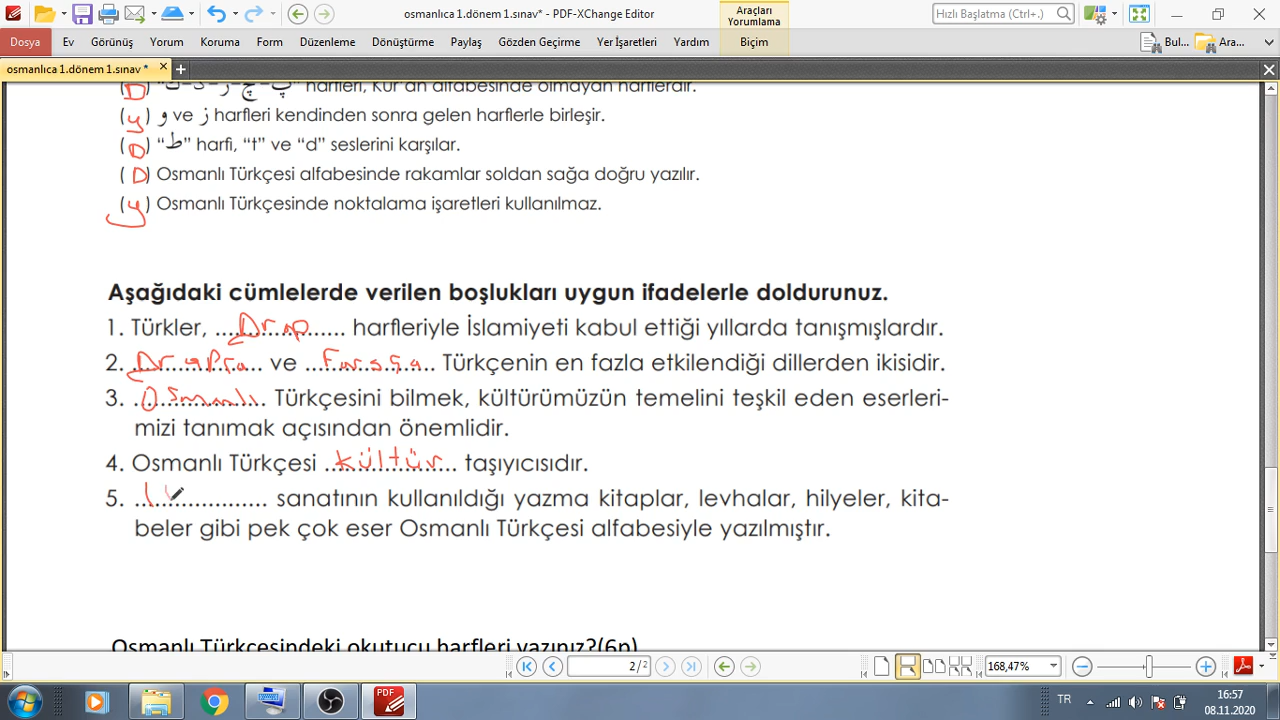 osmanlıca 1.dönem 1.sınav * - PDF-XChange Editor
Araçları Yorumlama
Hızlı Başlatma (Ctrl+.)
Dosya Ev Görünüş Yorum Koruma Form Düzenleme Dönüştürme Paylaş Gözden Geçirme Yer İşaretleri Yardım Biçim Bul... Ara...
osmanlıca 1.dönem 1.sınav *
(D) harfleri, Kur'an alfabesinde olmayan harflerdir.
(y) و ve ز harfleri kendinden sonra gelen harflerle birleşir.
(D) “ط” harfi, “t” ve “d” seslerini karşılar.
(D) Osmanlı Türkçesi alfabesinde rakamlar soldan sağa doğru yazılır.
(y) Osmanlı Türkçesinde noktalama işaretleri kullanılmaz.
Aşağıdaki cümlelerde verilen boşlukları uygun ifadelerle doldurunuz.
1. Türkler, ...................... harfleriyle İslamiyeti kabul ettiği yıllarda tanışmışlardır.
2. ...................... ve Farsça Türkçenin en fazla etkilendiği dillerden ikisidir.
3. Osmanlı Türkçesini bilmek, kültürümüzün temelini teşkil eden eserleri-
mizi tanımak açısından önemlidir.
4. Osmanlı Türkçesi kültür taşıyıcısıdır.
5. ...................... sanatının kullanıldığı yazma kitaplar, levhalar, hilyeler, kita-
beler gibi pek çok eser Osmanlı Türkçesi alfabesiyle yazılmıştır.
Osmanlı Türkçesindeki okutucu harfleri yazınız?(6p)
2 / 2
168,47%
PDF
TR
16:57
08.11.2020